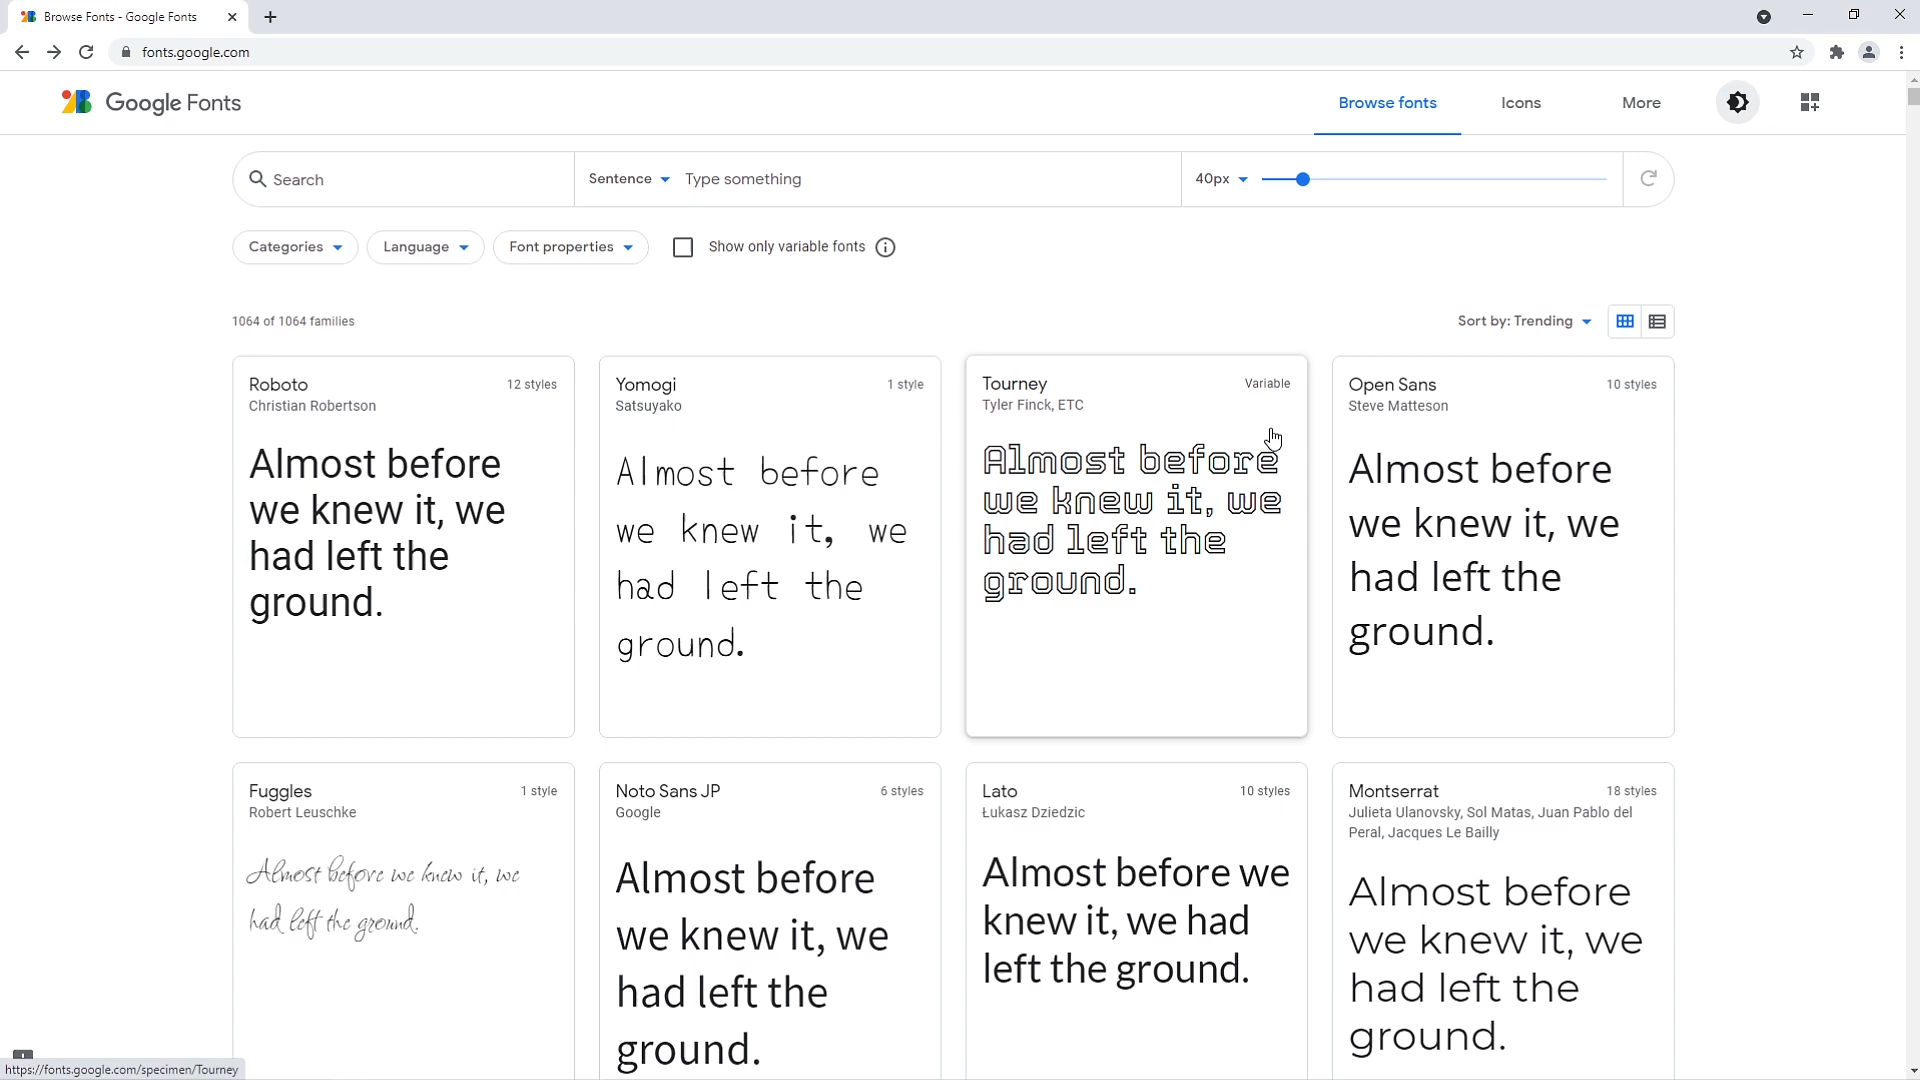 Browse Fonts - Google Fonts
fonts.google.com
Google Fonts
Browse fonts
Icons
More
Search
Sentence
Type something
40px
Categories
Language
Font properties
Show only variable fonts
1064 of 1064 families
Sort by: Trending
Roboto
12 styles
Christian Robertson
Almost before
we knew it, we
had left the
ground.
Yomogi
1 style
Satsuyako
Almost before
we knew it, we
had left the
ground.
Tourney
Variable
Tyler Finck, ETC
Almost before
we knew it, we
had left the
ground.
Open Sans
10 styles
Steve Matteson
Almost before
we knew it, we
had left the
ground.
Fuggles
1 style
Robert Leuschke
Almost before we knew it, we
had left the ground.
Noto Sans JP
6 styles
Google
Almost before
we knew it, we
had left the
ground.
Lato
10 styles
Łukasz Dziedzic
Almost before we
knew it, we had
left the ground.
Montserrat
18 styles
Julieta Ulanovsky, Sol Matas, Juan Pablo del
Peral, Jacques Le Bailly
Almost before
we knew it, we
had left the
ground.
https://fonts.google.com/specimen/Tourney